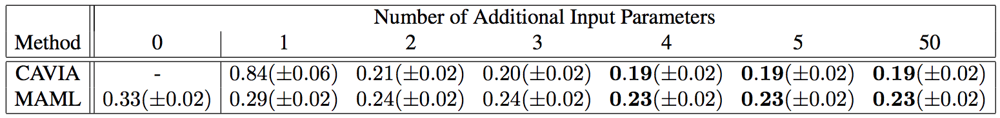 Number of Additional Input Parameters
Method 0 1 2 3 4 5 50
CAVIA - 0.84(±0.06) 0.21(±0.02) 0.20(±0.02) 0.19(±0.02) 0.19(±0.02) 0.19(±0.02)
MAML 0.33(±0.02) 0.29(±0.02) 0.24(±0.02) 0.24(±0.02) 0.23(±0.02) 0.23(±0.02) 0.23(±0.02)